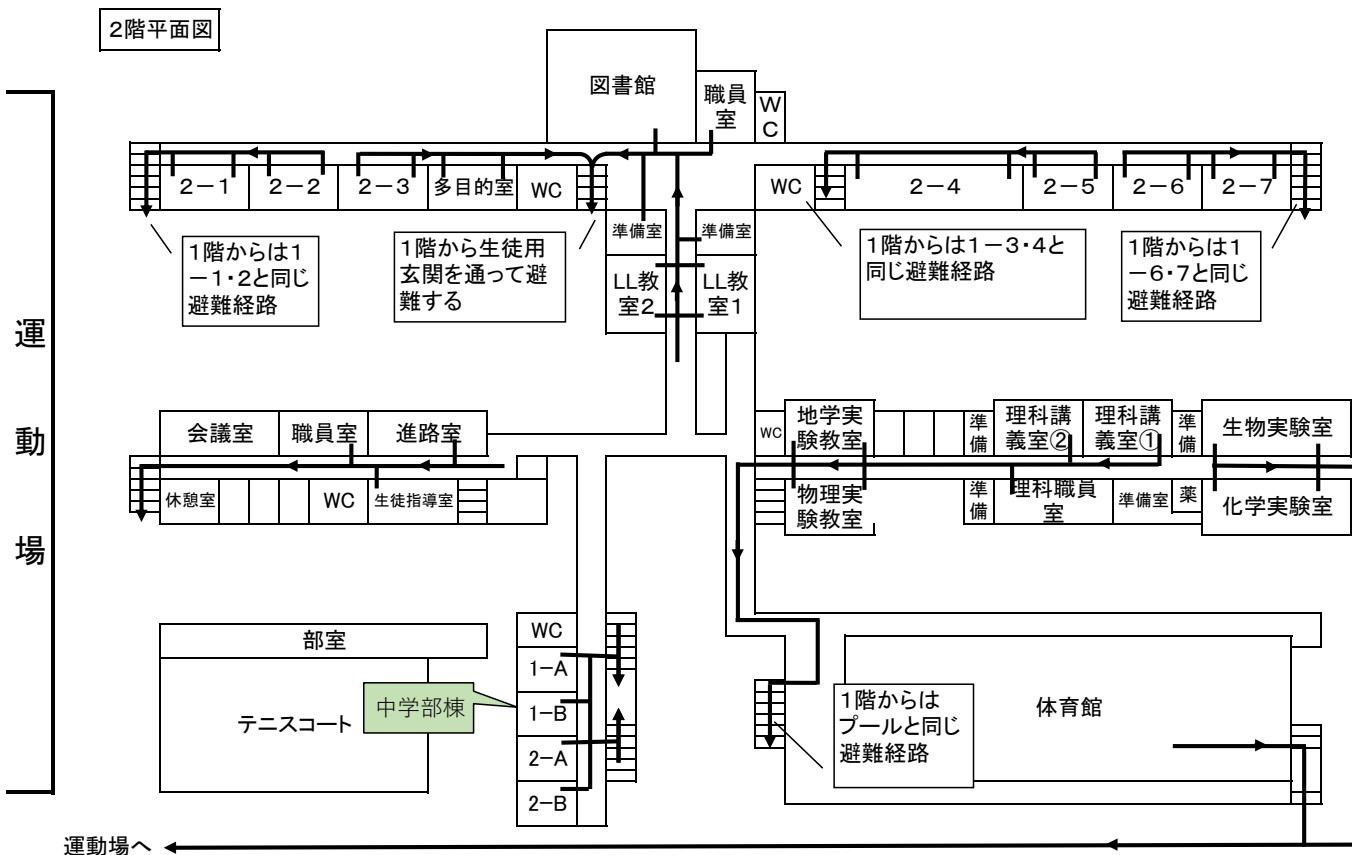 2階平面図
図書館
職員
室
W
C
2-1
2-2
2-3
多目的室
WC
WC
2-4
2-5
2-6
2-7
準備室
準備室
1階からは1
-1・2と同じ
避難経路
1階から生徒用
玄関を通って避
難する
LL教
室2
LL教
室1
1階からは1-3・4と
同じ避難経路
1階からは1
-6・7と同じ
避難経路
運
動
場
会議室
職員室
進路室
休憩室
WC
生徒指導室
WC
地学実
験教室
準
備
理科講
義室②
理科講
義室①
準
備
生物実験室
物理実
験教室
準
備
理科職員
室
準備室
薬
化学実験室
部室
テニスコート
中学部棟
WC
1-A
1-B
2-A
2-B
1階からは
プールと同じ
避難経路
体育館
運動場へ